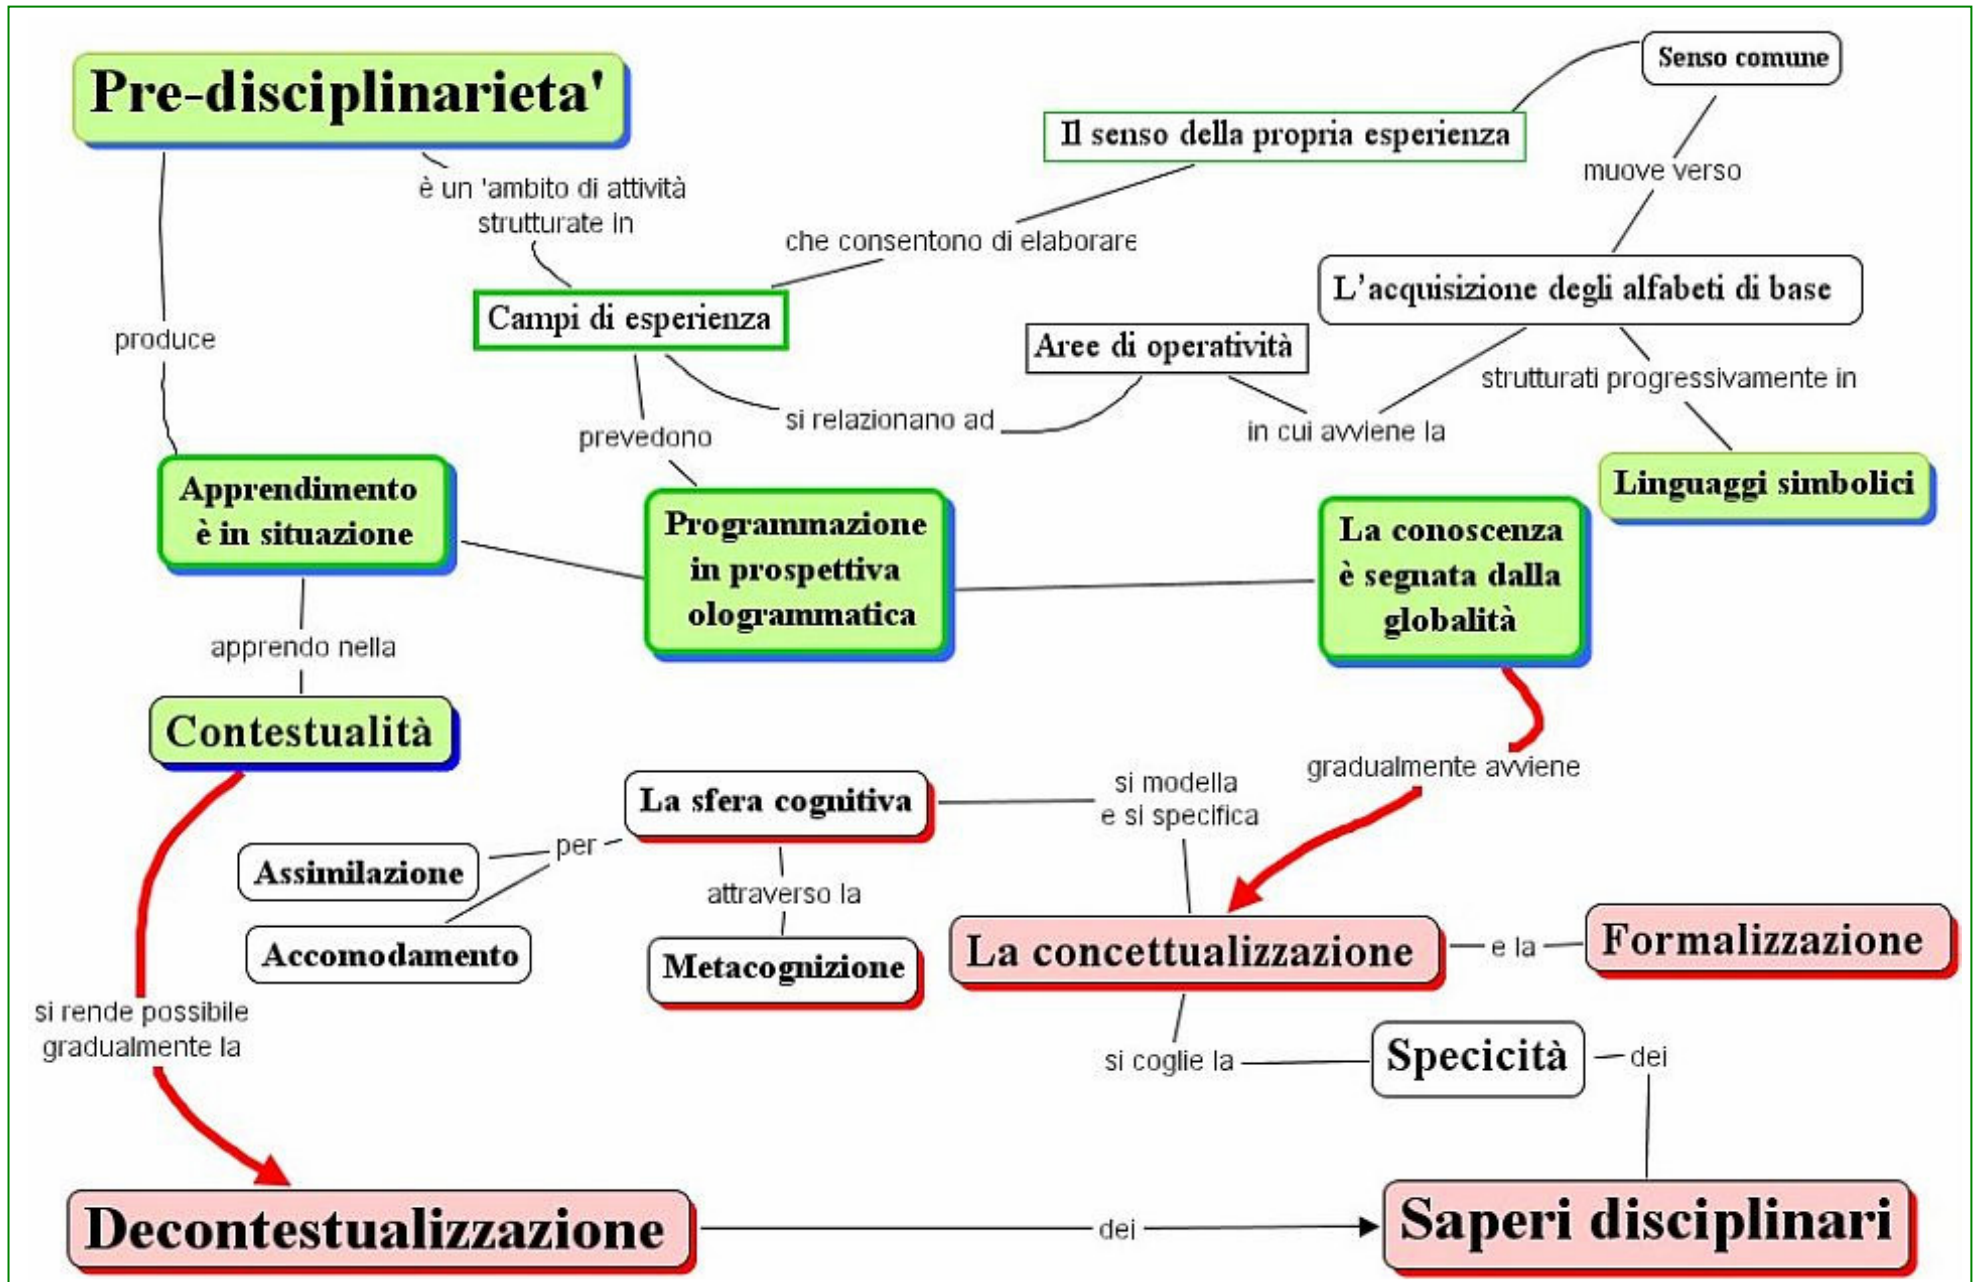 Pre-disciplinarieta'
Senso comune
Il senso della propria esperienza
muove verso
è un 'ambito di attività
strutturate in
che consentono di elaborare
L'acquisizione degli alfabeti di base
Campi di esperienza
produce
Aree di operatività
strutturati progressivamente in
si relazionano ad
in cui avviene la
prevedono
Linguaggi simbolici
Apprendimento
è in situazione
Programmazione
in prospettiva
ologrammatica
La conoscenza
è segnata dalla
globalità
apprendo nella
Contestualità
gradualmente avviene
La sfera cognitiva
si modella
e si specifica
per
Assimilazione
attraverso la
Accomodamento
Metacognizione
La concettualizzazione
e la
Formalizzazione
si rende possibile
gradualmente la
si coglie la
Specicità
dei
Decontestualizzazione
dei
Saperi disciplinari